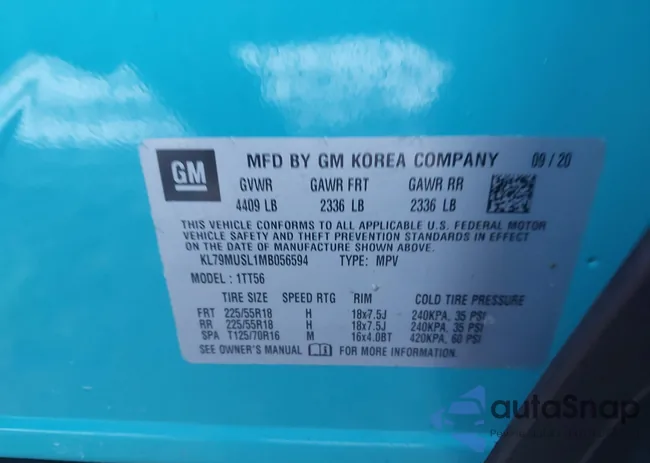 GM
MFD BY GM KOREA COMPANY 09/20
GVWR GAWR FRT GAWR RR
4409 LB 2336 LB 2336 LB
THIS VEHICLE CONFORMS TO ALL APPLICABLE U.S. FEDERAL MOTOR
VEHICLE SAFETY AND THEFT PREVENTION STANDARDS IN EFFECT
ON THE DATE OF MANUFACTURE SHOWN ABOVE.
KL79MUSL1MB056594 TYPE: MPV
MODEL : 1TT56
TIRE SIZE SPEED RTG RIM COLD TIRE PRESSURE
FRT 225/55R18 H 18x7.5J 240KPA, 35 PSI
RR 225/55R18 H 18x7.5J 240KPA, 35 PSI
SPA T125/70R16 M 16x4.0BT 420KPA, 60 PSI
SEE OWNER'S MANUAL FOR MORE INFORMATION.
autoSnap